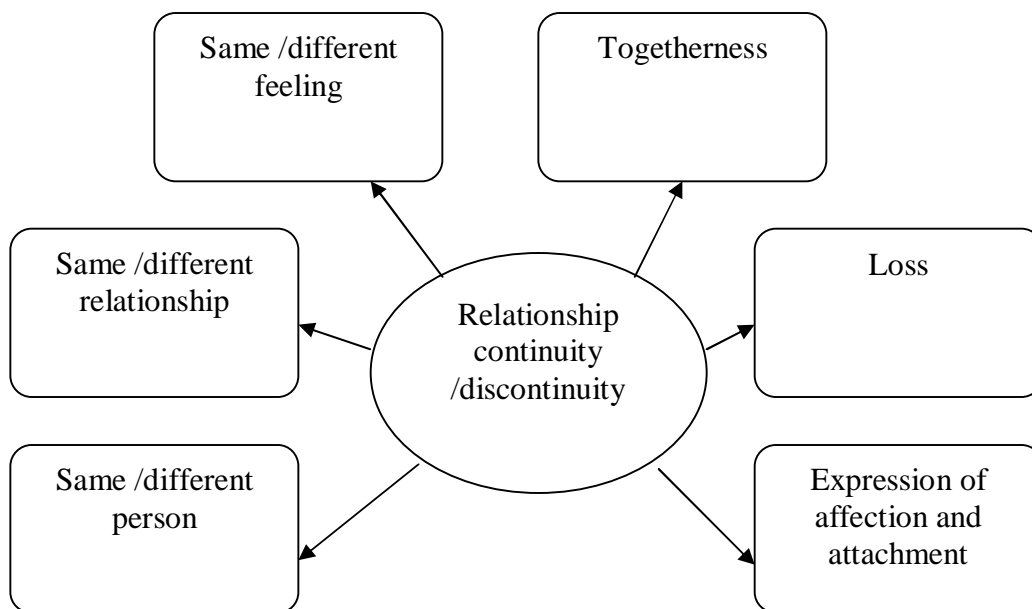 Same /different
feeling
Togetherness
Same /different
relationship
Relationship
continuity
/discontinuity
Loss
Same /different
person
Expression of
affection and
attachment